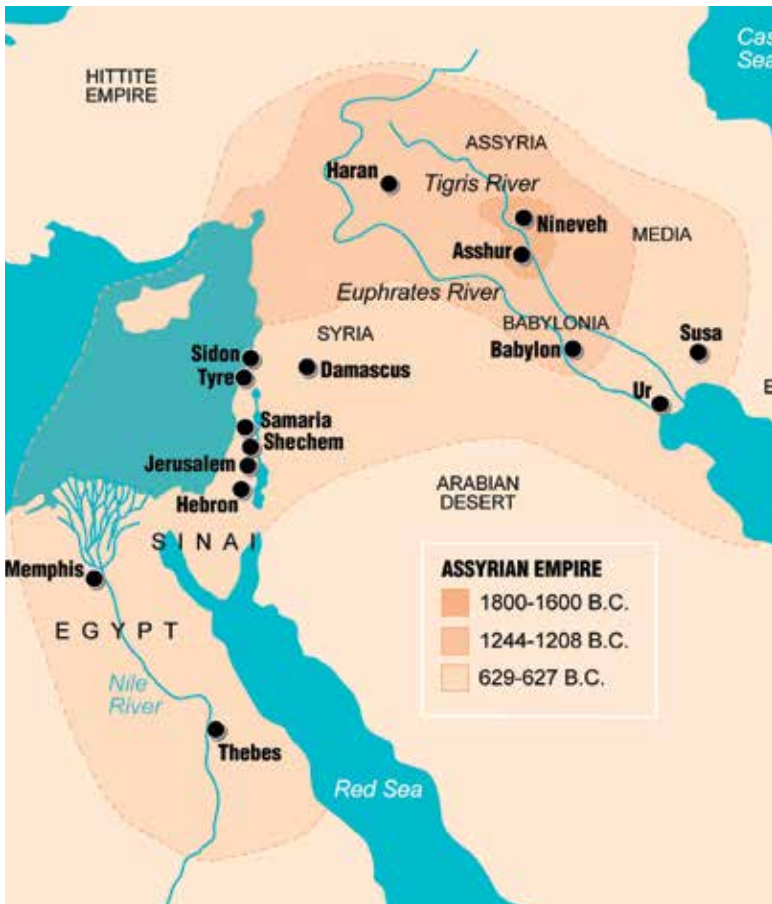 Cas
Sea
HITTITE
EMPIRE
ASSYRIA
Haran
Tigris River
Nineveh
MEDIA
Asshur
Euphrates River
BABYLONIA
SYRIA
Susa
Babylon
Sidon
Damascus
Tyre
Ur
E
Samaria
Shechem
Jerusalem
ARABIAN
DESERT
Hebron
SINAI
Memphis
EGYPT
Nile
River
Thebes
Red Sea
ASSYRIAN EMPIRE
1800-1600 B.C.
1244-1208 B.C.
629-627 B.C.